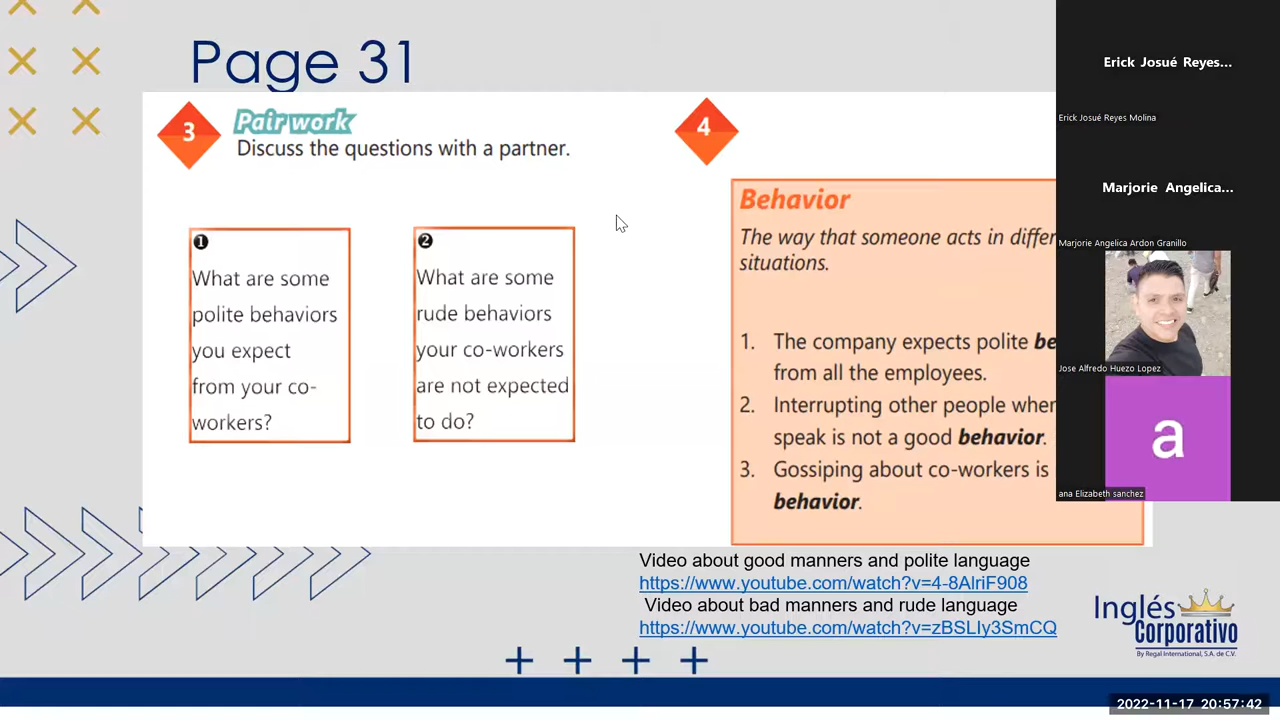 Page 31
3
Pair work
Discuss the questions with a partner.
1
What are some
polite behaviors
you expect
from your co-
workers?
2
What are some
rude behaviors
your co-workers
are not expected
to do?
4
Behavior
The way that someone acts in differ
situations.
1. The company expects polite be
from all the employees.
2. Interrupting other people when
speak is not a good behavior.
3. Gossiping about co-workers is
behavior.
Video about good manners and polite language
https://www.youtube.com/watch?v=4-8AlriF908
Video about bad manners and rude language
https://www.youtube.com/watch?v=zBSLIy3SmCQ
Inglés
Corporativo
By Regal International, S.A. de C.V.
Erick Josué Reyes...
Erick Josué Reyes Molina
Marjorie Angelica...
Marjorie Angelica Ardon Granillo
Jose Alfredo Huezo Lopez
a
ana Elizabeth sanchez
2022-11-17 20:57:42